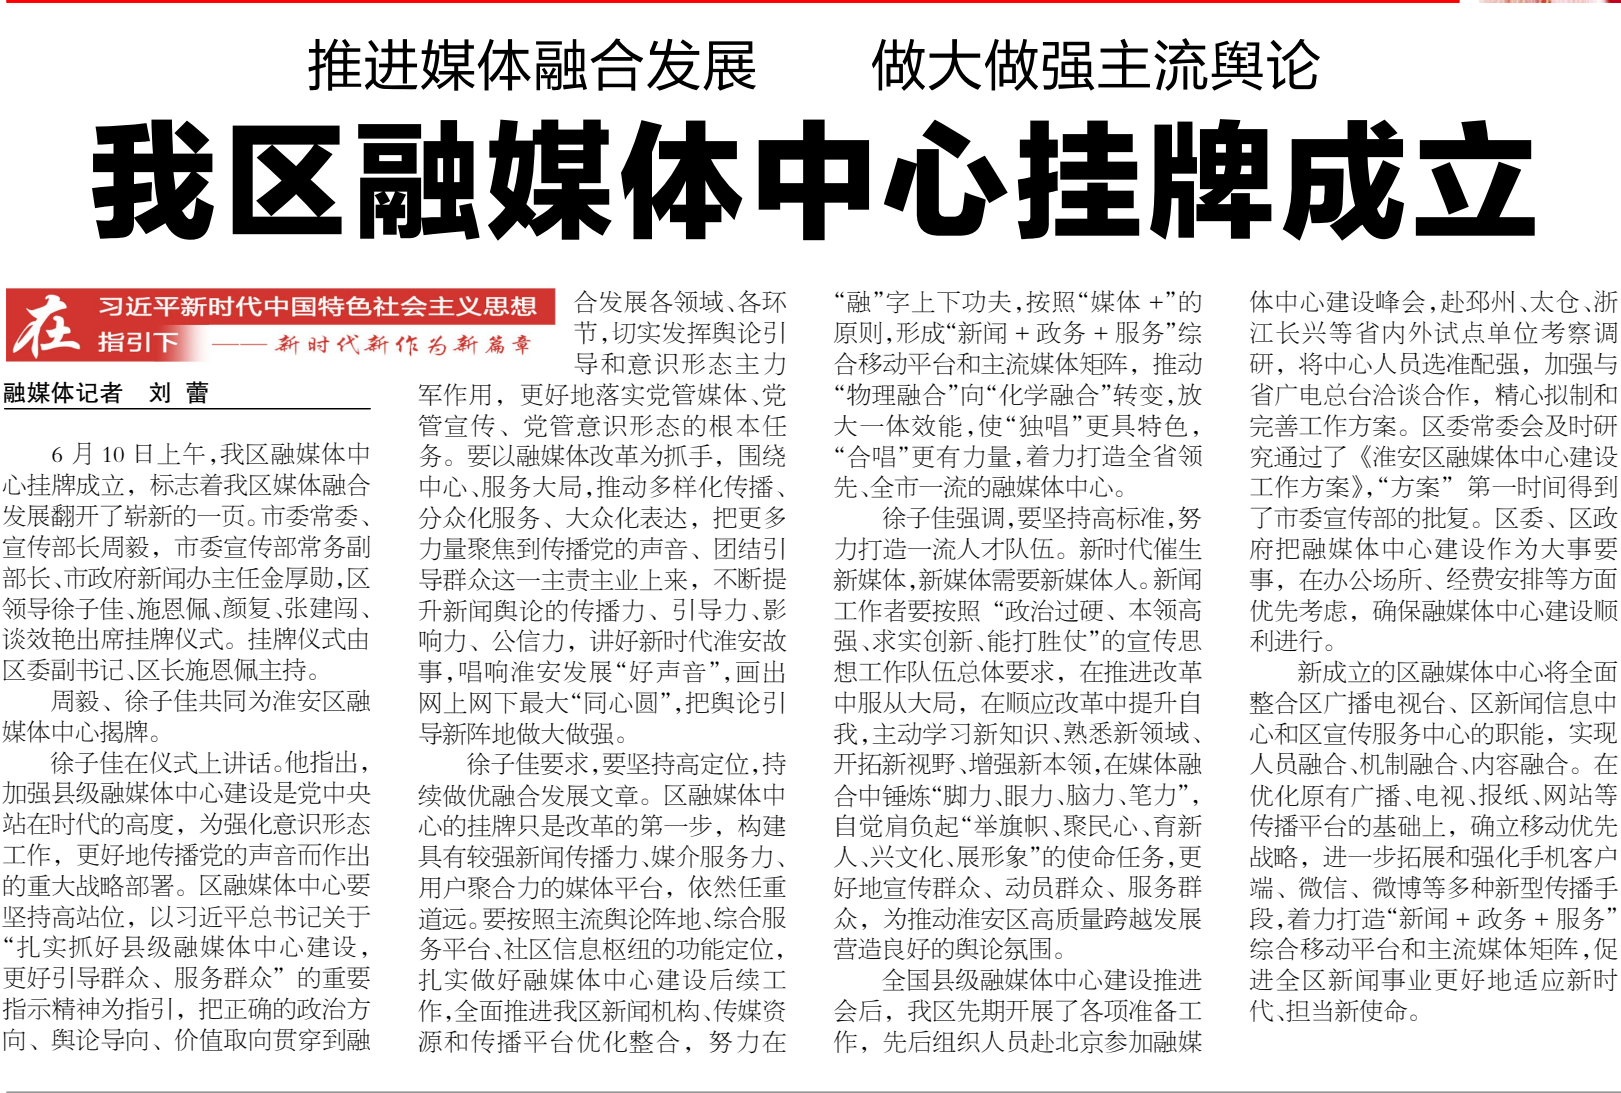 推进媒体融合发展 做大做强主流舆论
我区融媒体中心挂牌成立
在 习近平新时代中国特色社会主义思想
指引下 ——新时代新作为新篇章
融媒体记者 刘 蕾
6 月 10 日上午,我区融媒体中
心挂牌成立，标志着我区媒体融合
发展翻开了崭新的一页。市委常委、
宣传部长周毅，市委宣传部常务副
部长、市政府新闻办主任金厚勋,区
领导徐子佳、施恩佩、颜复、张建闯、
谈效艳出席挂牌仪式。挂牌仪式由
区委副书记、区长施恩佩主持。
周毅、徐子佳共同为淮安区融
媒体中心揭牌。
徐子佳在仪式上讲话。他指出,
加强县级融媒体中心建设是党中央
站在时代的高度，为强化意识形态
工作，更好地传播党的声音而作出
的重大战略部署。区融媒体中心要
坚持高站位，以习近平总书记关于
“扎实抓好县级融媒体中心建设,
更好引导群众、服务群众”的重要
指示精神为指引，把正确的政治方
向、舆论导向、价值取向贯穿到融
合发展各领域、各环
节,切实发挥舆论引
导和意识形态主力
军作用，更好地落实党管媒体、党
管宣传、党管意识形态的根本任
务。要以融媒体改革为抓手，围绕
中心、服务大局,推动多样化传播、
分众化服务、大众化表达，把更多
力量聚焦到传播党的声音、团结引
导群众这一主责主业上来，不断提
升新闻舆论的传播力、引导力、影
响力、公信力，讲好新时代淮安故
事,唱响淮安发展“好声音”,画出
网上网下最大“同心圆”,把舆论引
导新阵地做大做强。
徐子佳要求,要坚持高定位,持
续做优融合发展文章。区融媒体中
心的挂牌只是改革的第一步，构建
具有较强新闻传播力、媒介服务力、
用户聚合力的媒体平台，依然任重
道远。要按照主流舆论阵地、综合服
务平台、社区信息枢纽的功能定位,
扎实做好融媒体中心建设后续工
作,全面推进我区新闻机构、传媒资
源和传播平台优化整合，努力在
“融”字上下功夫,按照“媒体 +”的
原则,形成“新闻 + 政务 + 服务”综
合移动平台和主流媒体矩阵，推动
“物理融合”向“化学融合”转变,放
大一体效能,使“独唱”更具特色,
“合唱”更有力量,着力打造全省领
先、全市一流的融媒体中心。
徐子佳强调,要坚持高标准,努
力打造一流人才队伍。新时代催生
新媒体,新媒体需要新媒体人。新闻
工作者要按照“政治过硬、本领高
强、求实创新、能打胜仗”的宣传思
想工作队伍总体要求，在推进改革
中服从大局，在顺应改革中提升自
我,主动学习新知识、熟悉新领域、
开拓新视野、增强新本领,在媒体融
合中锤炼“脚力、眼力、脑力、笔力”,
自觉肩负起“举旗帜、聚民心、育新
人、兴文化、展形象”的使命任务,更
好地宣传群众、动员群众、服务群
众，为推动淮安区高质量跨越发展
营造良好的舆论氛围。
全国县级融媒体中心建设推进
会后，我区先期开展了各项准备工
作，先后组织人员赴北京参加融媒
体中心建设峰会,赴邳州、太仓、浙
江长兴等省内外试点单位考察调
研，将中心人员选准配强，加强与
省广电总台洽谈合作，精心拟制和
完善工作方案。区委常委会及时研
究通过了《淮安区融媒体中心建设
工作方案》,“方案”第一时间得到
了市委宣传部的批复。区委、区政
府把融媒体中心建设作为大事要
事，在办公场所、经费安排等方面
优先考虑，确保融媒体中心建设顺
利进行。
新成立的区融媒体中心将全面
整合区广播电视台、区新闻信息中
心和区宣传服务中心的职能，实现
人员融合、机制融合、内容融合。在
优化原有广播、电视、报纸、网站等
传播平台的基础上，确立移动优先
战略，进一步拓展和强化手机客户
端、微信、微博等多种新型传播手
段,着力打造“新闻 + 政务 + 服务”
综合移动平台和主流媒体矩阵,促
进全区新闻事业更好地适应新时
代、担当新使命。